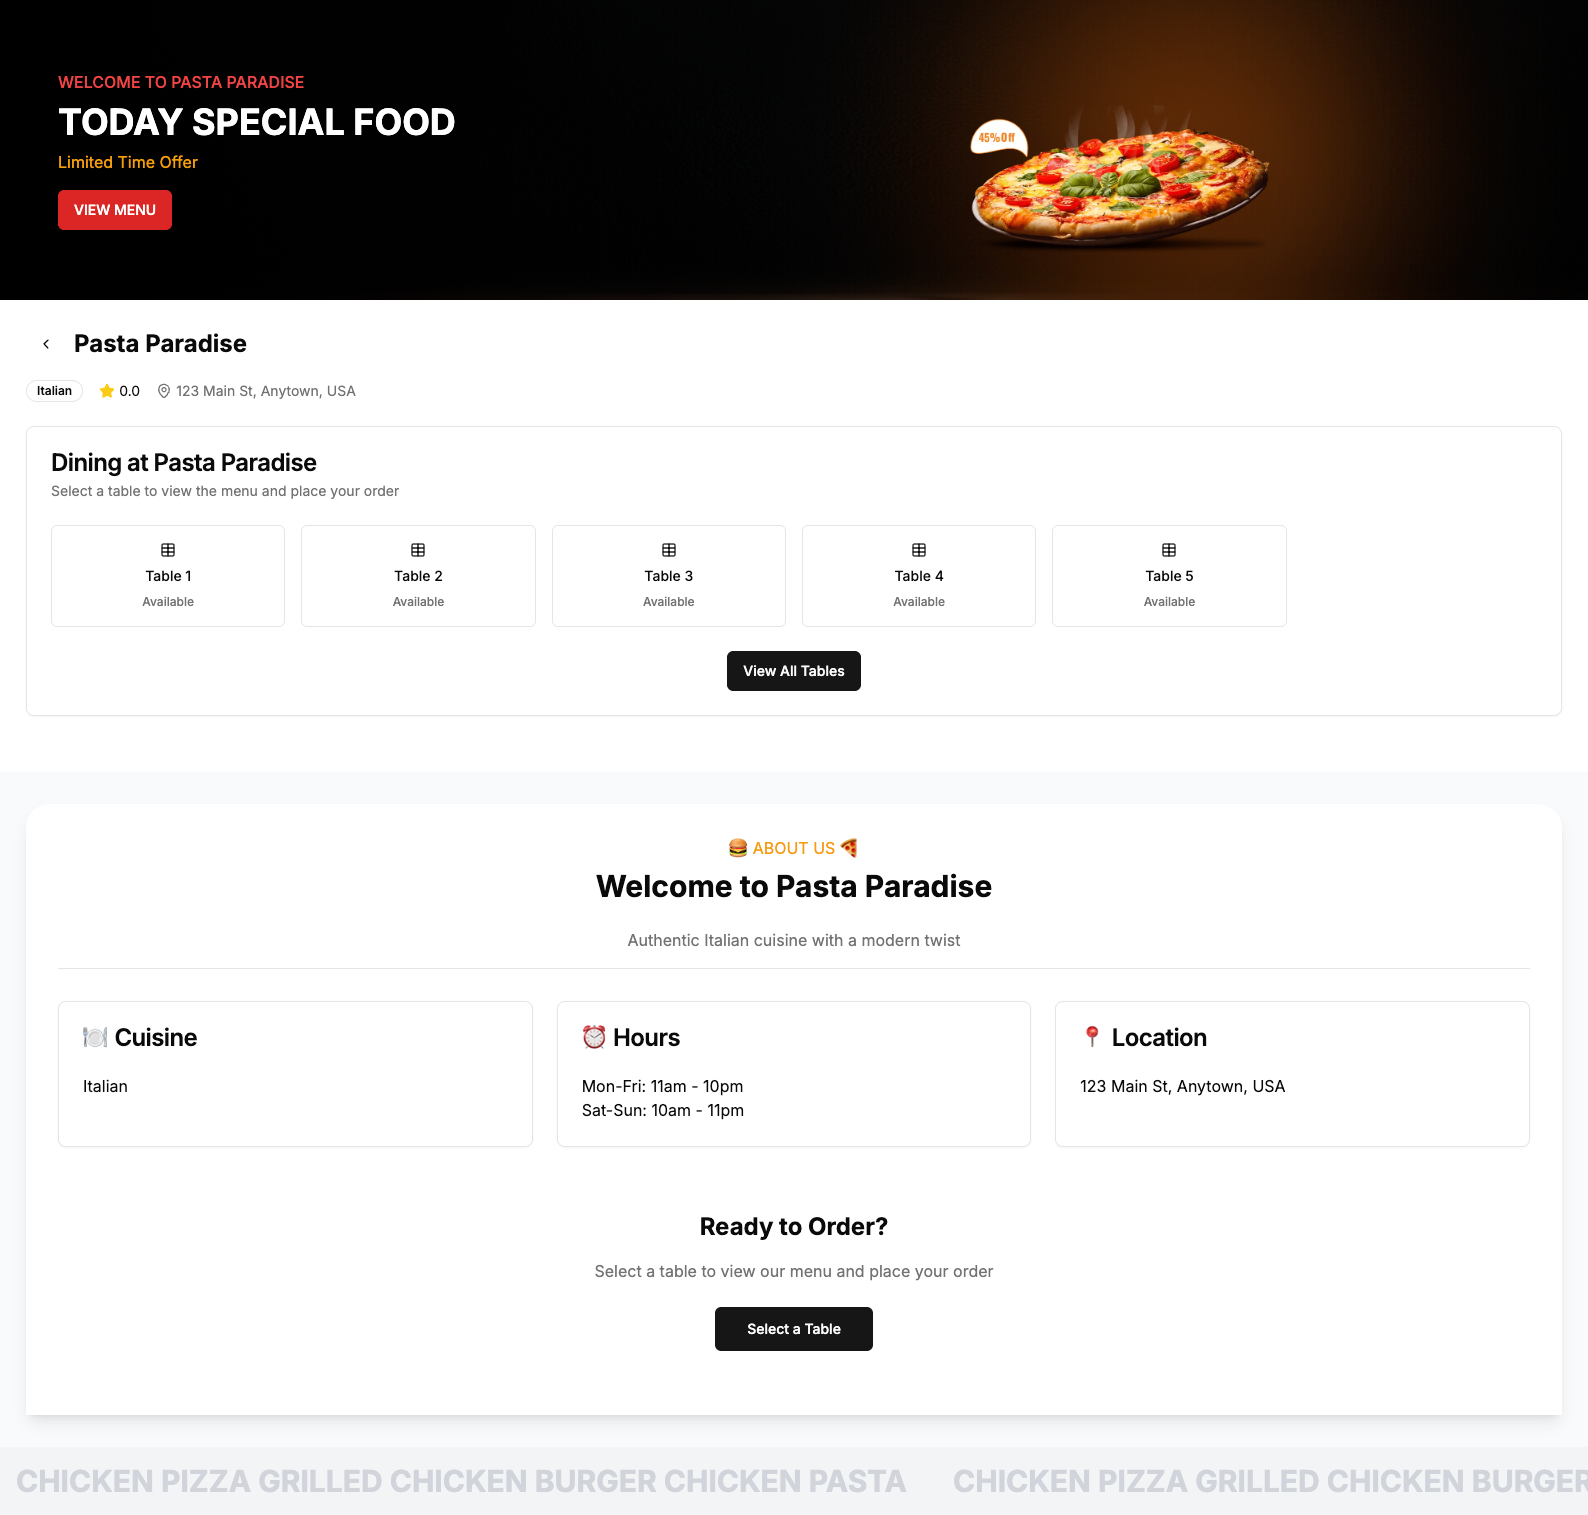 WELCOME TO PASTA PARADISE
TODAY SPECIAL FOOD
Limited Time Offer
VIEW MENU
45% Off
Pasta Paradise
Italian
0.0
123 Main St, Anytown, USA
Dining at Pasta Paradise
Select a table to view the menu and place your order
Table 1
Available
Table 2
Available
Table 3
Available
Table 4
Available
Table 5
Available
View All Tables
ABOUT US
Welcome to Pasta Paradise
Authentic Italian cuisine with a modern twist
Cuisine
Italian
Hours
Mon-Fri: 11am - 10pm
Sat-Sun: 10am - 11pm
Location
123 Main St, Anytown, USA
Ready to Order?
Select a table to view our menu and place your order
Select a Table
CHICKEN PIZZA GRILLED CHICKEN BURGER CHICKEN PASTA CHICKEN PIZZA GRILLED CHICKEN BURGER